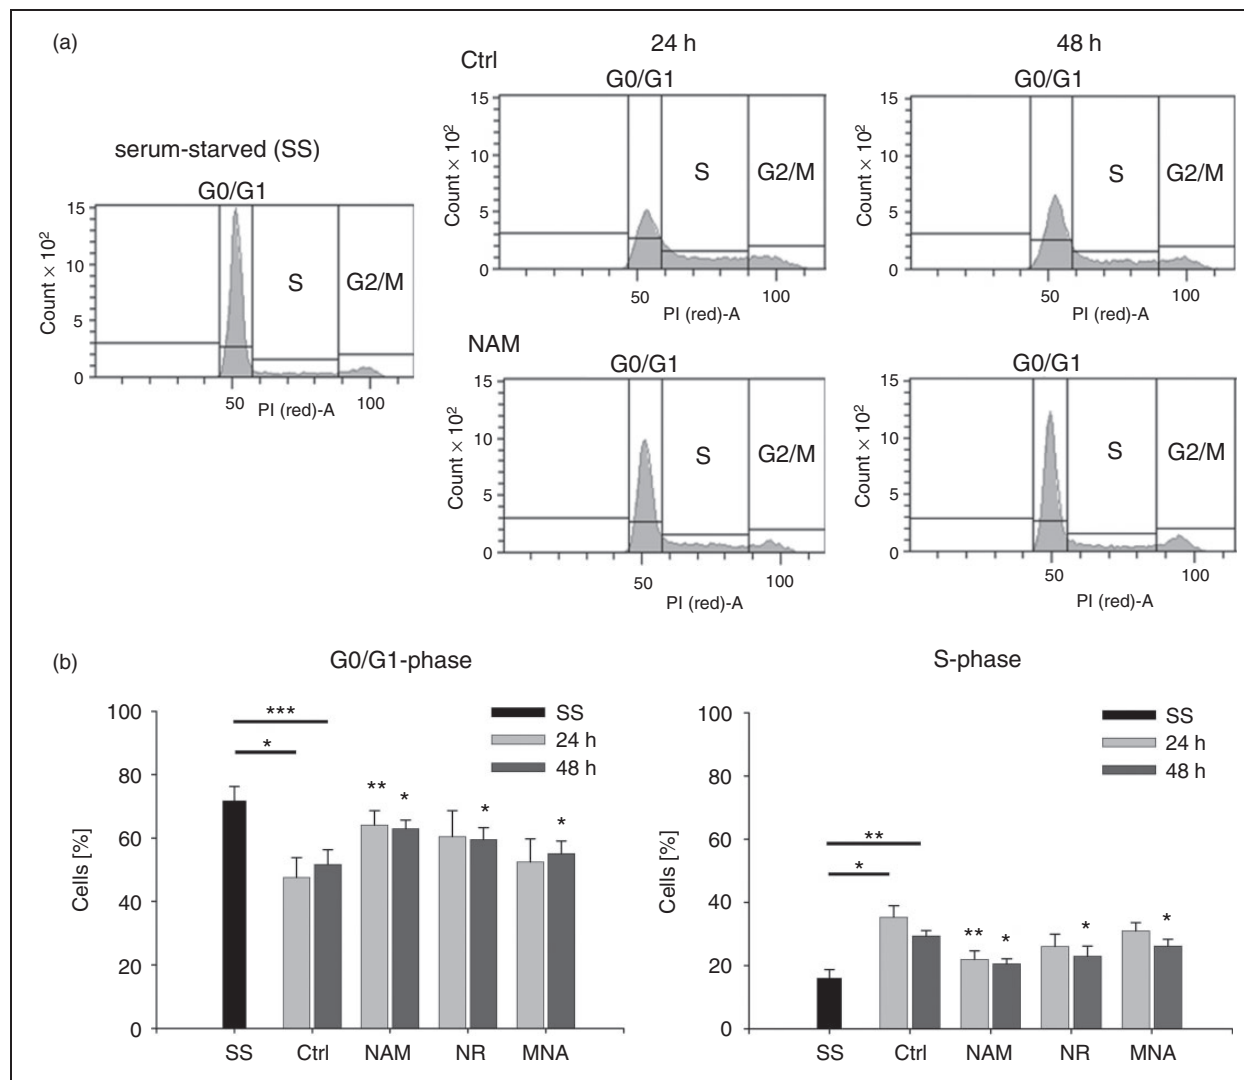 (a)
24 h
48 h
Ctrl
G0/G1
G0/G1
15
10
5
0
Count × 10²
S
G2/M
50
100
PI (red)-A
15
10
5
0
Count × 10²
S
G2/M
50
100
PI (red)-A
serum-starved (SS)
G0/G1
15
10
5
0
Count × 10²
S
G2/M
50
100
PI (red)-A
NAM
G0/G1
G0/G1
15
10
5
0
Count × 10²
S
G2/M
50
100
PI (red)-A
15
10
5
0
Count × 10²
S
G2/M
50
100
PI (red)-A
(b)
G0/G1-phase
100
80
60
40
20
0
Cells [%]
***
*
**
*
*
*
SS
24 h
48 h
SS
Ctrl
NAM
NR
MNA
S-phase
100
80
60
40
20
0
Cells [%]
**
*
**
*
*
*
SS
24 h
48 h
SS
Ctrl
NAM
NR
MNA